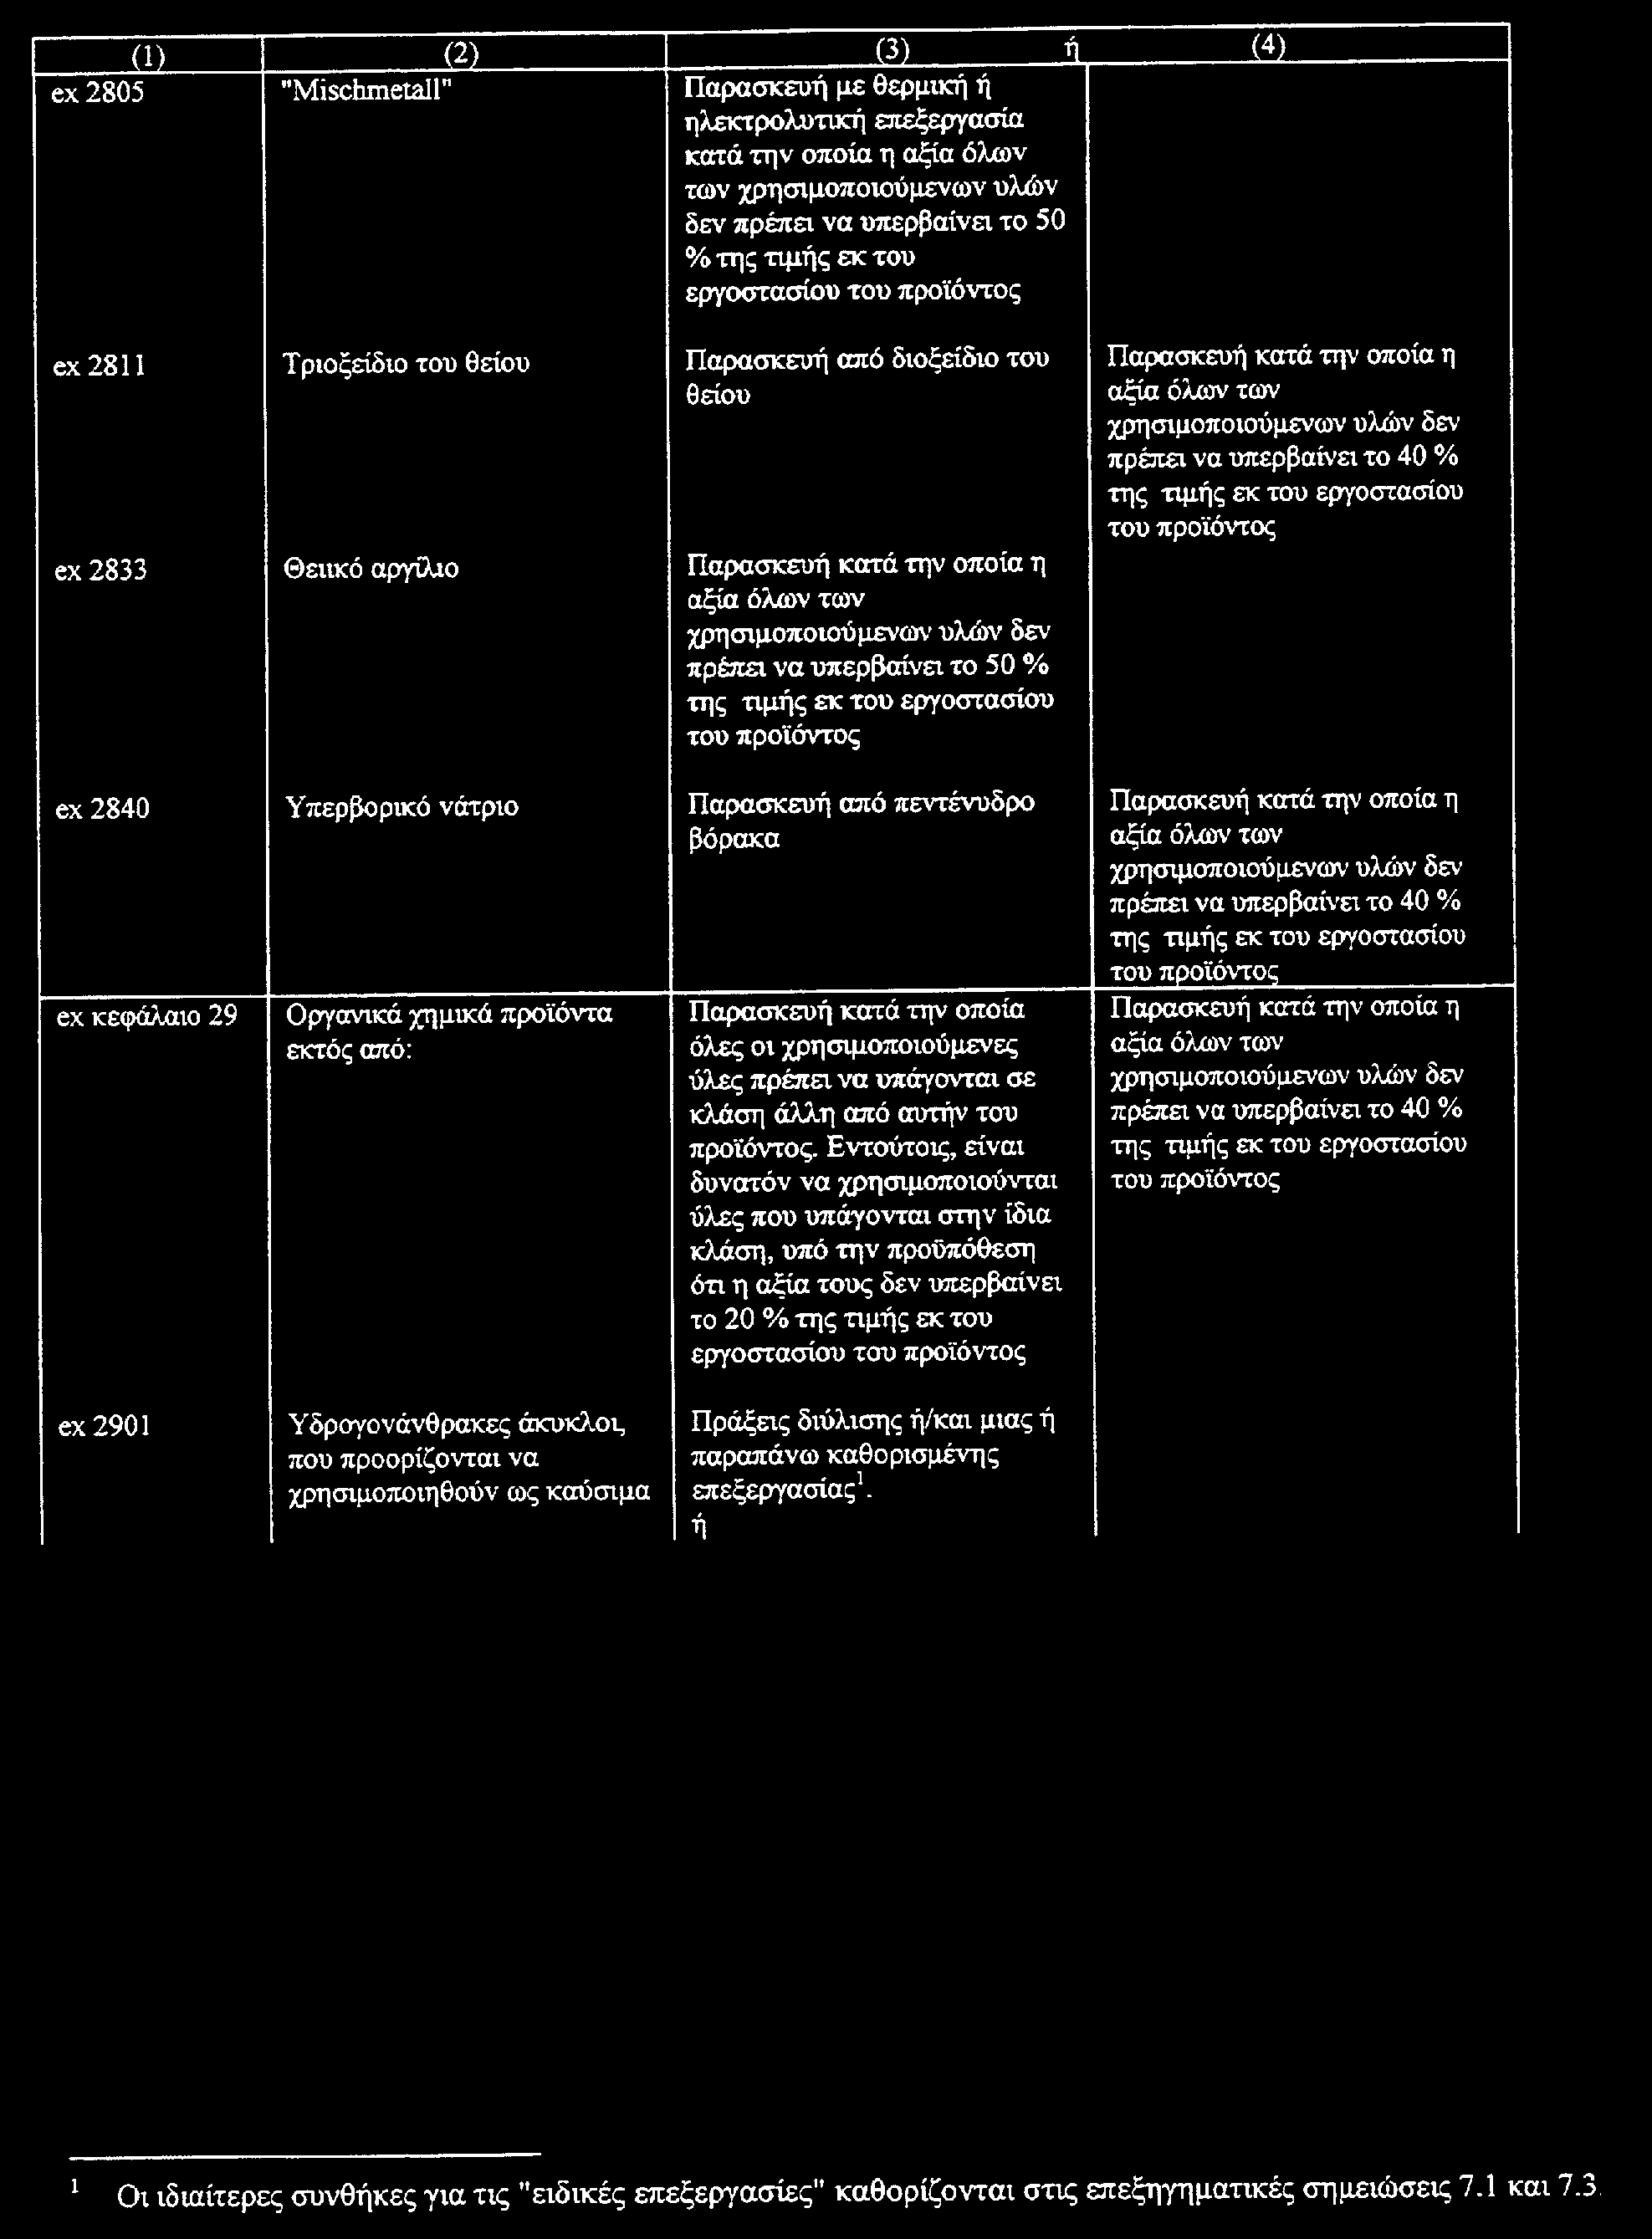 (1) (2) (3) ή (4)
ex 2805
"Mischmetall"
Παρασκευή με θερμική ή
ηλεκτρολυτική επεξεργασία
κατά την οποία η αξία όλων
των χρησιμοποιούμενων υλών
δεν πρέπει να υπερβαίνει το 50
% της τιμής εκ του
εργοστασίου του προϊόντος
ex 2811
Τριοξείδιο του θείου
Παρασκευή από διοξείδιο του
θείου
Παρασκευή κατά την οποία η
αξία όλων των
χρησιμοποιούμενων υλών δεν
πρέπει να υπερβαίνει το 40 %
της τιμής εκ του εργοστασίου
του προϊόντος
ex 2833
Θειικό αργίλιο
Παρασκευή κατά την οποία η
αξία όλων των
χρησιμοποιούμενων υλών δεν
πρέπει να υπερβαίνει το 50 %
της τιμής εκ του εργοστασίου
του προϊόντος
ex 2840
Υπερβορικό νάτριο
Παρασκευή από πεντένυδρο
βόρακα
Παρασκευή κατά την οποία η
αξία όλων των
χρησιμοποιούμενων υλών δεν
πρέπει να υπερβαίνει το 40 %
της τιμής εκ του εργοστασίου
του προϊόντος
ex κεφάλαιο 29
Οργανικά χημικά προϊόντα
εκτός από:
Παρασκευή κατά την οποία
όλες οι χρησιμοποιούμενες
ύλες πρέπει να υπάγονται σε
κλάση άλλη από αυτήν του
προϊόντος. Εντούτοις, είναι
δυνατόν να χρησιμοποιούνται
ύλες που υπάγονται στην ίδια
κλάση, υπό την προϋπόθεση
ότι η αξία τους δεν υπερβαίνει
το 20 % της τιμής εκ του
εργοστασίου του προϊόντος
Παρασκευή κατά την οποία η
αξία όλων των
χρησιμοποιούμενων υλών δεν
πρέπει να υπερβαίνει το 40 %
της τιμής εκ του εργοστασίου
του προϊόντος
ex 2901
Υδρογονάνθρακες άκυκλοι,
που προορίζονται να
χρησιμοποιηθούν ως καύσιμα
Πράξεις διύλισης ή/και μιας ή
παραπάνω καθορισμένης
επεξεργασίας¹.
ή
¹ Οι ιδιαίτερες συνθήκες για τις "ειδικές επεξεργασίες" καθορίζονται στις επεξηγηματικές σημειώσεις 7.1 και 7.3.